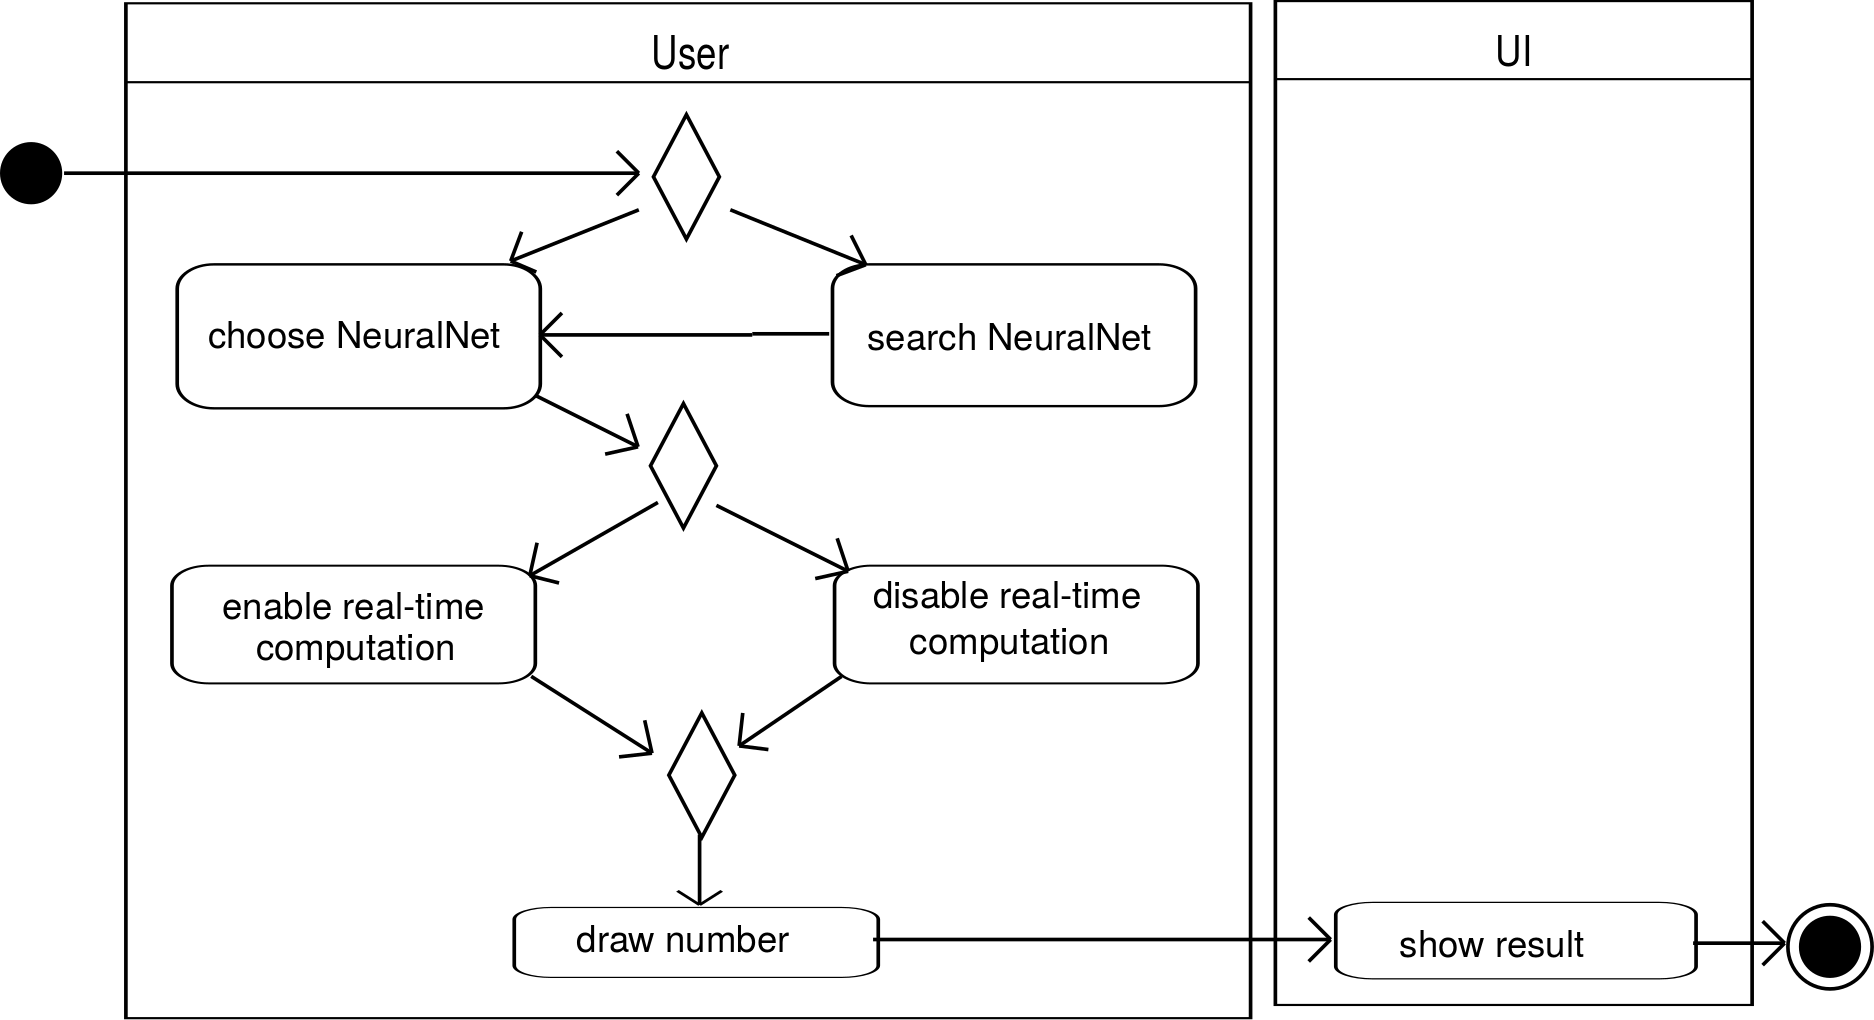 User
UI
choose NeuralNet
search NeuralNet
enable real-time
computation
disable real-time
computation
draw number
show result